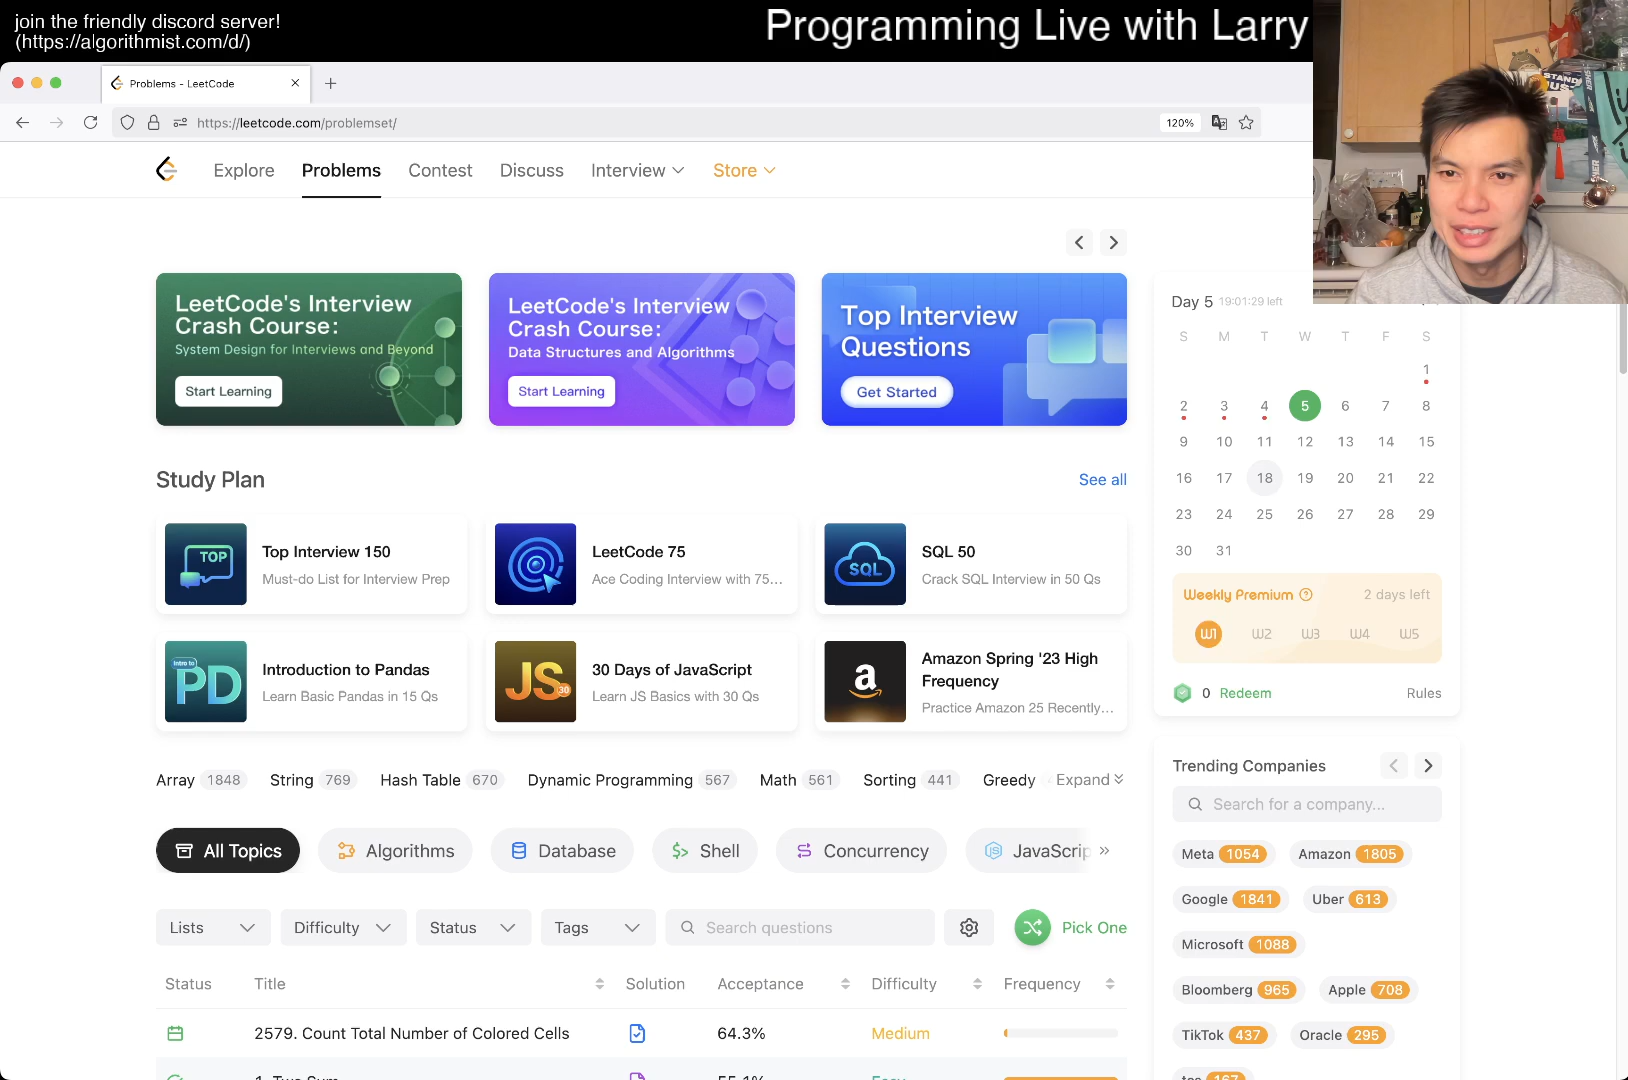 join the friendly discord server!
(https://algorithmist.com/d/)
Programming Live with Larry
Problems - LeetCode
https://leetcode.com/problemset/
120%
Explore
Problems
Contest
Discuss
Interview
Store
LeetCode's Interview
Crash Course:
System Design for Interviews and Beyond
Start Learning
LeetCode's Interview
Crash Course:
Data Structures and Algorithms
Start Learning
Top Interview
Questions
Get Started
Day 5 19:01:29 left
S M T W T F S
1
2 3 4 5 6 7 8
9 10 11 12 13 14 15
16 17 18 19 20 21 22
23 24 25 26 27 28 29
30 31
Weekly Premium 2 days left
W1 W2 W3 W4 W5
0 Redeem Rules
Study Plan
See all
TOP
Top Interview 150
Must-do List for Interview Prep
LeetCode 75
Ace Coding Interview with 75...
SQL
SQL 50
Crack SQL Interview in 50 Qs
Intro to
PD
Introduction to Pandas
Learn Basic Pandas in 15 Qs
JS
30
30 Days of JavaScript
Learn JS Basics with 30 Qs
a
Amazon Spring '23 High
Frequency
Practice Amazon 25 Recently...
Array 1848 String 769 Hash Table 670 Dynamic Programming 567 Math 561 Sorting 441 Greedy Expand
All Topics
Algorithms
Database
Shell
Concurrency
JavaScrip
Lists
Difficulty
Status
Tags
Search questions
Pick One
Status Title Solution Acceptance Difficulty Frequency
2579. Count Total Number of Colored Cells 64.3% Medium
1. Two Sum 55.1% Easy
Trending Companies
Search for a company...
Meta 1054 Amazon 1805
Google 1841 Uber 613
Microsoft 1088
Bloomberg 965 Apple 708
TikTok 437 Oracle 295
tcs 167
STAND